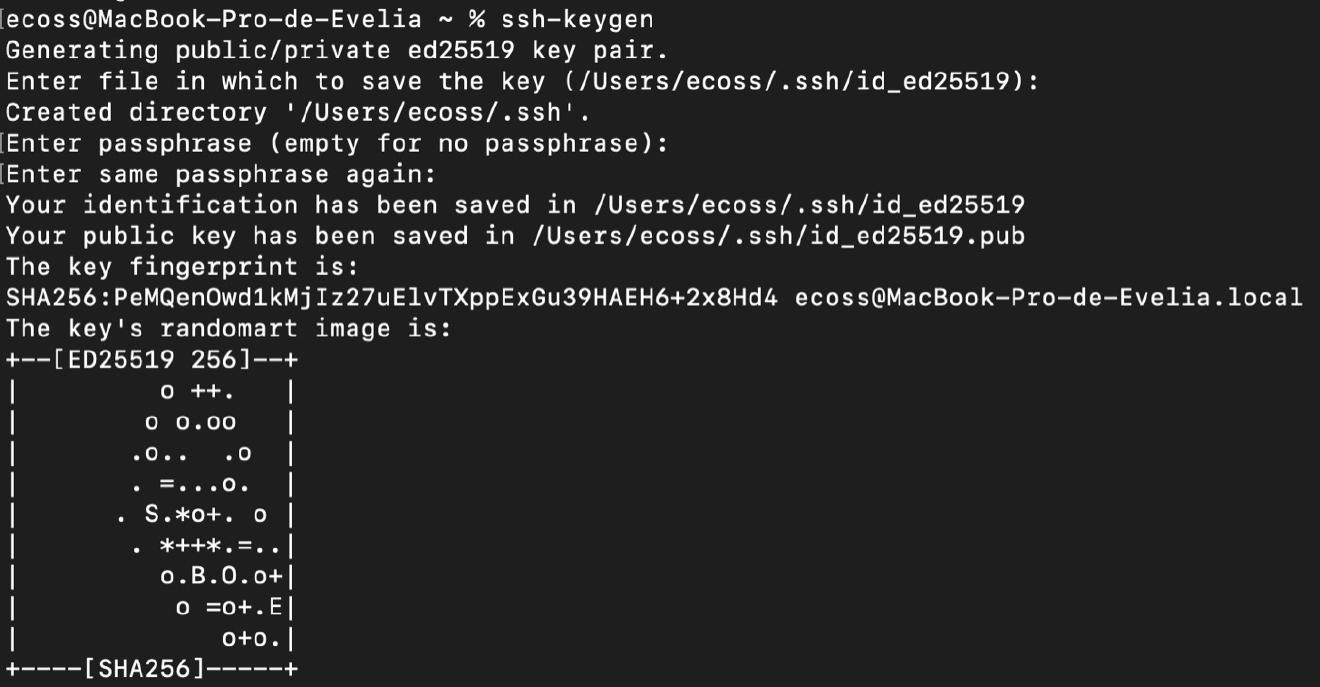 [ecoss@MacBook-Pro-de-Evelia ~ % ssh-keygen
Generating public/private ed25519 key pair.
Enter file in which to save the key (/Users/ecoss/.ssh/id_ed25519):
Created directory '/Users/ecoss/.ssh'.
[Enter passphrase (empty for no passphrase):
[Enter same passphrase again:
Your identification has been saved in /Users/ecoss/.ssh/id_ed25519
Your public key has been saved in /Users/ecoss/.ssh/id_ed25519.pub
The key fingerprint is:
SHA256:PeMQenOwd1kMjIz27uElvTXppExGu39HAEH6+2x8Hd4 ecoss@MacBook-Pro-de-Evelia.local
The key's randomart image is:
+--[ED25519 256]--+
|          o ++.   |
|         o o.oo   |
|        .o..  .o  |
|        . =...o.  |
|       . S.*o+. o |
|        . *++*.=..|
|          o.B.O.o+|
|           o =o+.E|
|              o+o.|
+----[SHA256]-----+